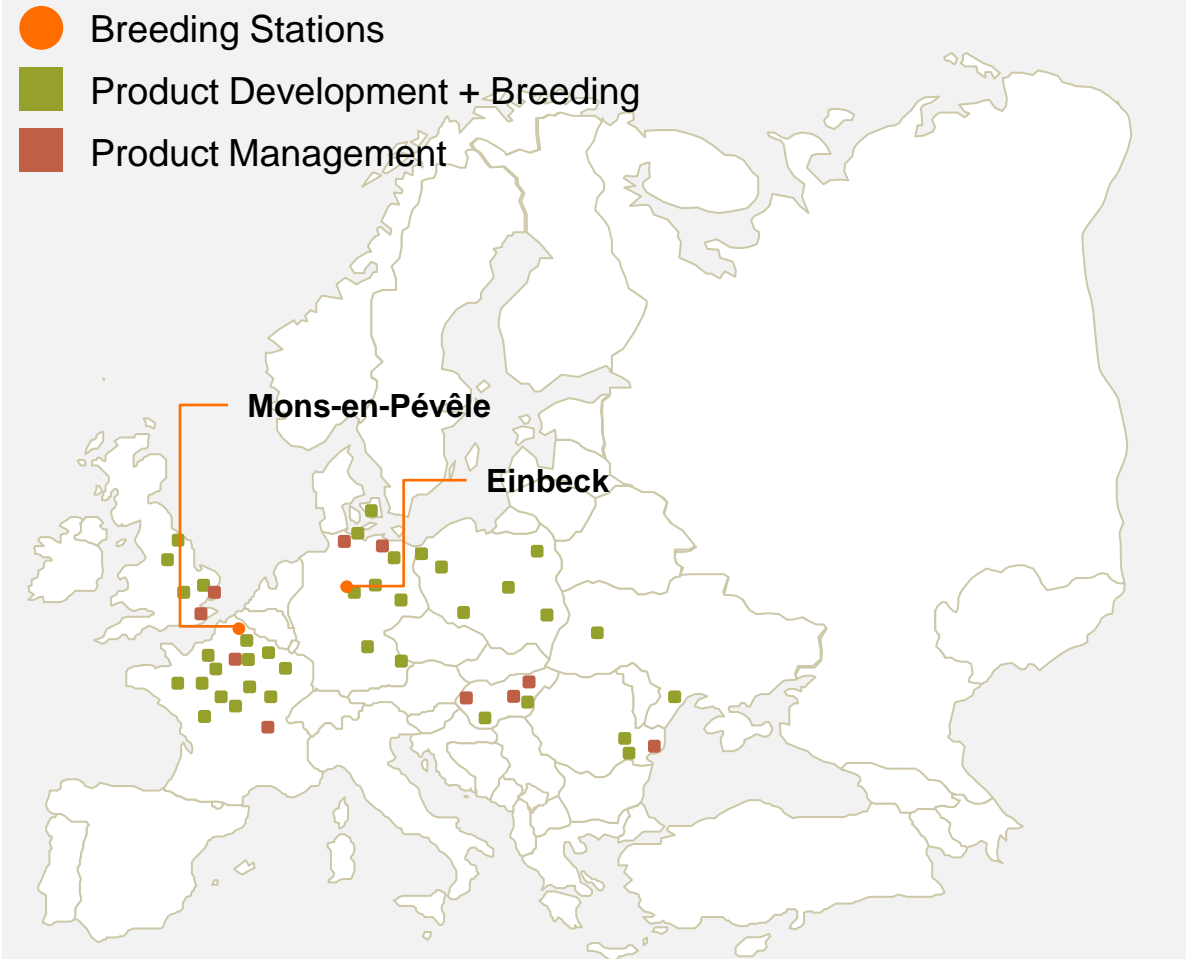 Breeding Stations
Product Development + Breeding
Product Management
Mons-en-Pévêle
Einbeck